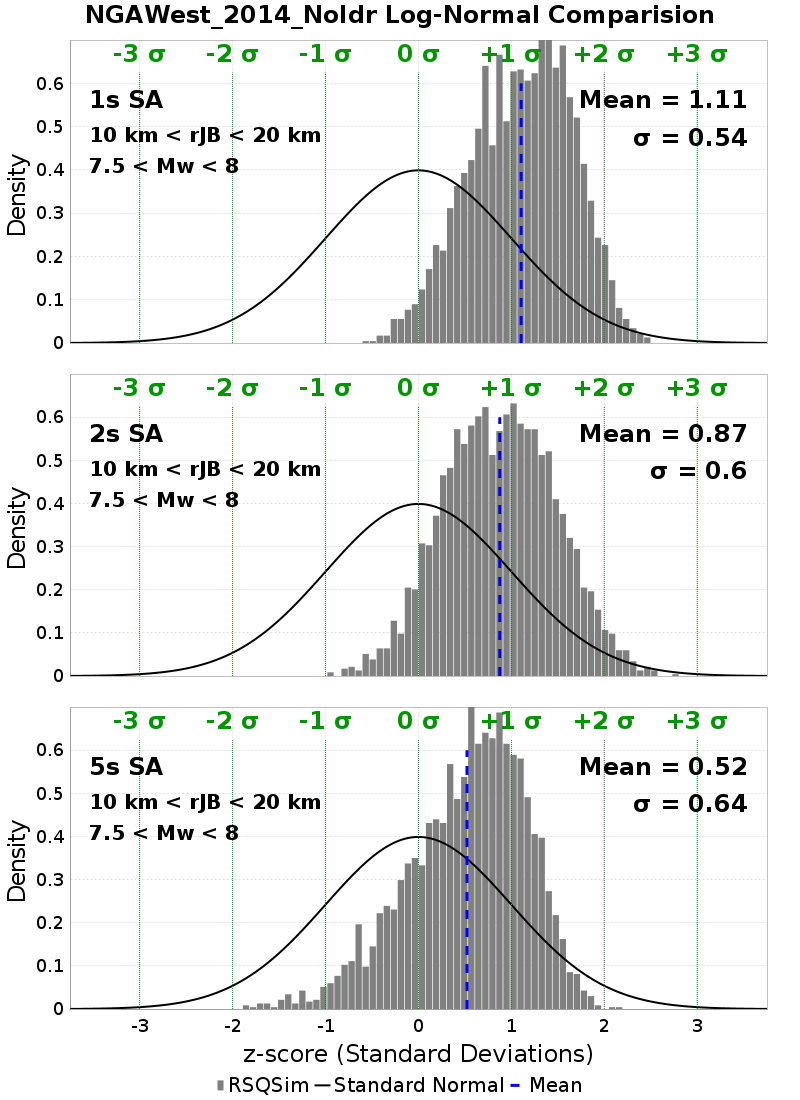 NGAWest_2014_NoIdr Log-Normal Comparision
-3 σ -2 σ -1 σ 0 σ +1 σ +2 σ +3 σ
1s SA
Mean = 1.11
10 km < rJB < 20 km
σ = 0.54
7.5 < Mw < 8
Density
0.6
0.5
0.4
0.3
0.2
0.1
0
-3 σ -2 σ -1 σ 0 σ +1 σ +2 σ +3 σ
2s SA
Mean = 0.87
10 km < rJB < 20 km
σ = 0.6
7.5 < Mw < 8
Density
0.6
0.5
0.4
0.3
0.2
0.1
0
-3 σ -2 σ -1 σ 0 σ +1 σ +2 σ +3 σ
5s SA
Mean = 0.52
10 km < rJB < 20 km
σ = 0.64
7.5 < Mw < 8
Density
0.6
0.5
0.4
0.3
0.2
0.1
0
-3 -2 -1 0 1 2 3
z-score (Standard Deviations)
RSQSim Standard Normal Mean